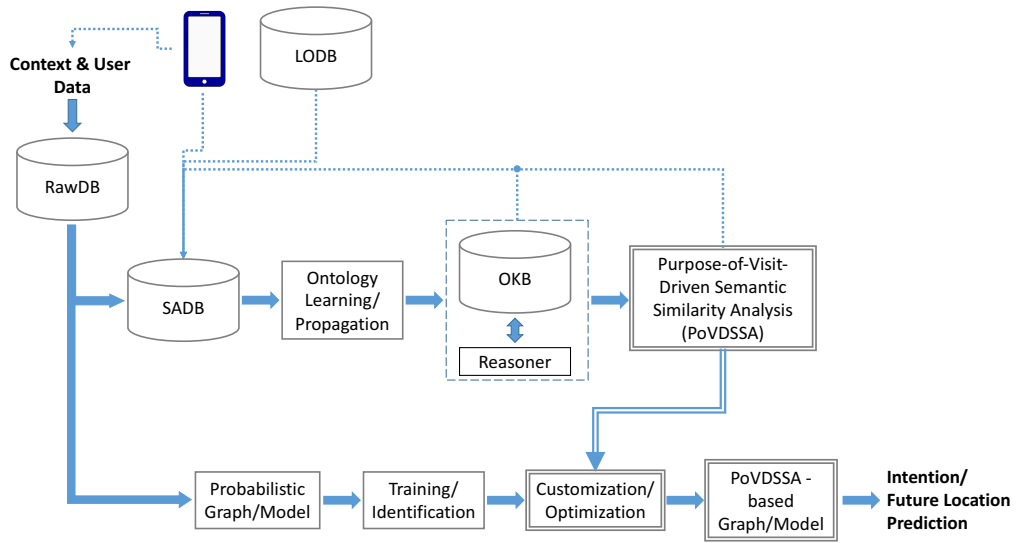 Context & User
Data
LODB
RawDB
SADB
Ontology
Learning/
Propagation
OKB
Reasoner
Purpose-of-Visit-
Driven Semantic
Similarity Analysis
(PoVDSSA)
Probabilistic
Graph/Model
Training/
Identification
Customization/
Optimization
PoVDSSA -
based
Graph/Model
Intention/
Future Location
Prediction